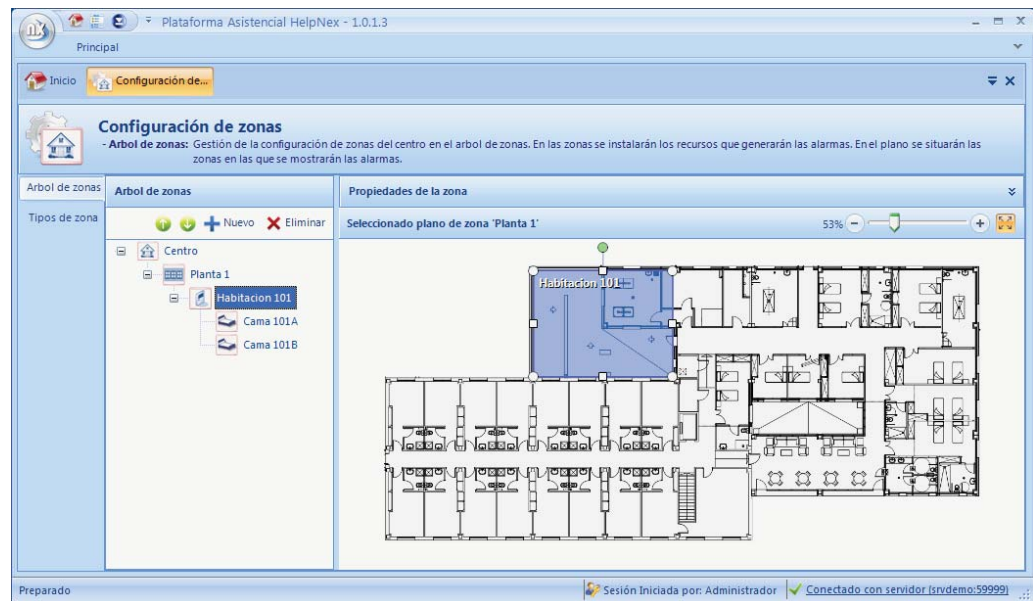 Plataforma Asistencial HelpNex - 1.0.1.3
Principal
Inicio
Configuración de...
Configuración de zonas
- Arbol de zonas: Gestión de la configuración de zonas del centro en el arbol de zonas. En las zonas se instalarán los recursos que generarán las alarmas. En el plano se situarán las
zonas en las que se mostrarán las alarmas.
Arbol de zonas
Tipos de zona
Arbol de zonas
Nuevo
Eliminar
Centro
Planta 1
Habitacion 101
Cama 101A
Cama 101B
Propiedades de la zona
Seleccionado plano de zona 'Planta 1'
53%
Habitacion 101
Preparado
Sesión Iniciada por: Administrador
Conectado con servidor (srvdemo:59999)